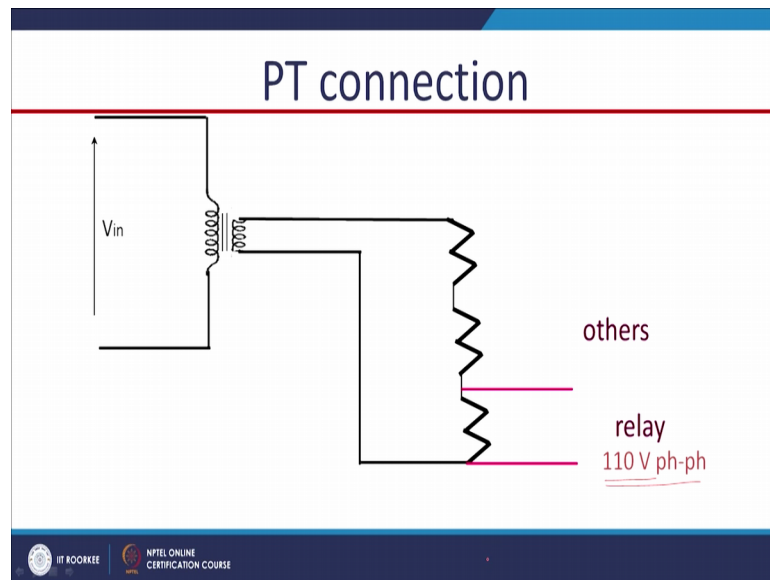 PT connection
Vin
others
relay
110 V ph-ph
IIT ROORKEE
NPTEL ONLINE
CERTIFICATION COURSE